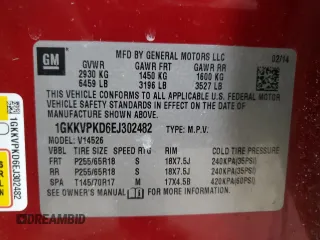 GM
MFD BY GENERAL MOTORS LLC
02/14
GVWR GAWR FRT GAWR RR
2930 KG 1450 KG 1600 KG
6459 LB 3196 LB 3527 LB
THIS VEHICLE CONFORMS TO ALL APPLICABLE U.S. FEDERAL
MOTOR VEHICLE SAFETY STANDARDS IN EFFECT ON THE DATE OF
MANUFACTURE SHOWN ABOVE.
1GKKVPKD6EJ302482 TYPE: M.P.V.
MODEL: V14526
VBBL TIRE SIZE SPEED RTG RIM COLD TIRE PRESSURE
FRT P255/65R18 S 18X7.5J 240KPA(35PSI)
RR P255/65R18 S 18X7.5J 240KPA(35PSI)
SPA T145/70R17 M 17X4.5B 420KPA(60PSI)
1GKKVPKD6EJ302482
AUTOBIDMASTER